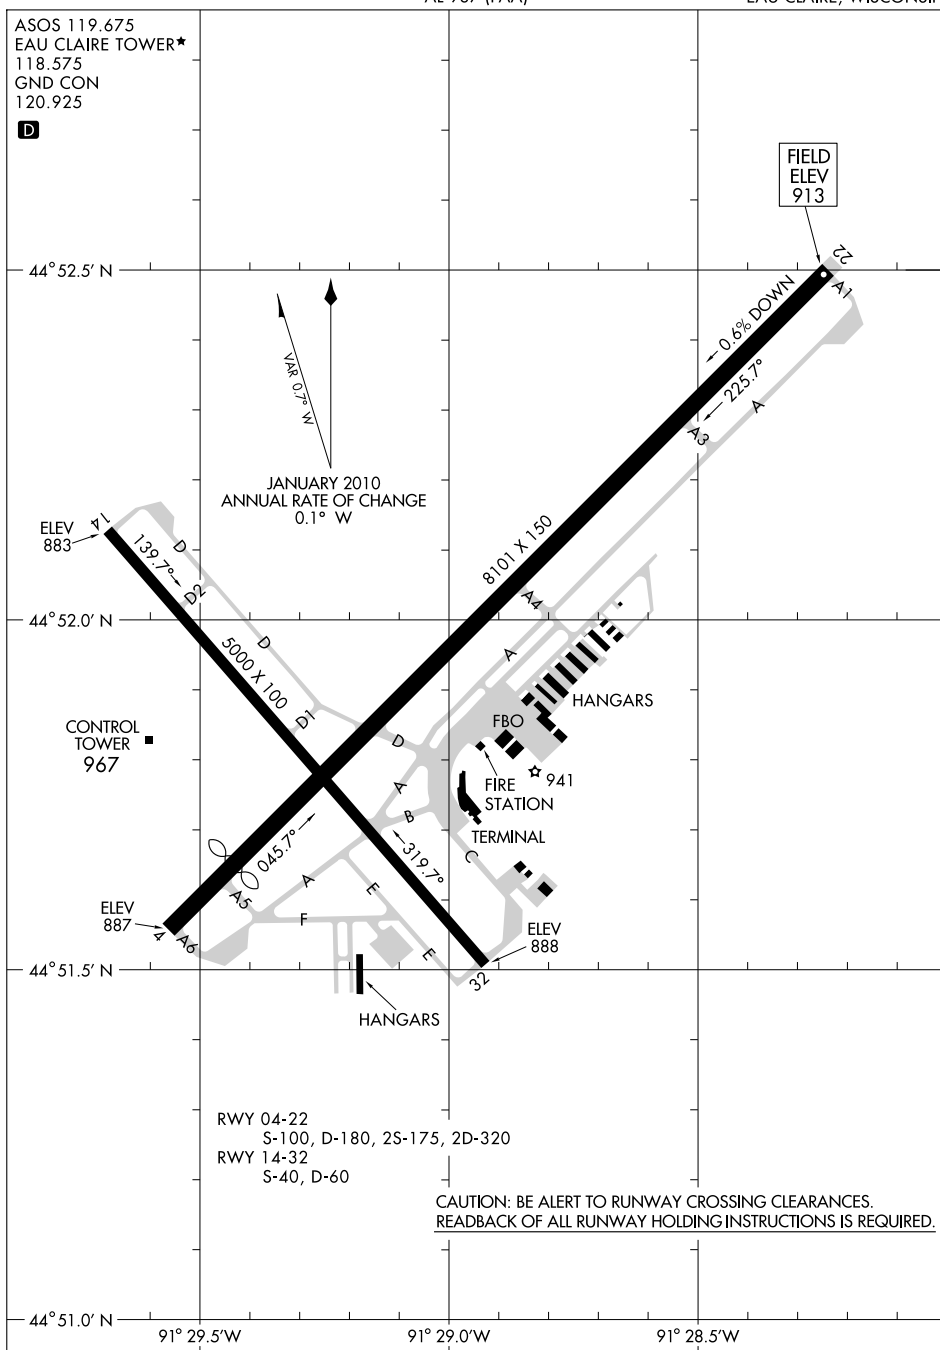 ASOS 119.675
EAU CLAIRE TOWER★
118.575
GND CON
120.925
D
FIELD
ELEV
913
22
44°52.5' N
A1
0.6% DOWN
225.7°
VAR 0.7° W
A
A3
JANUARY 2010
ANNUAL RATE OF CHANGE
0.1° W
14
ELEV
883
D
139.7°
D2
8101 X 150
A4
44°52.0' N
D
A
5000 X 100
HANGARS
D1
FBO
CONTROL
TOWER
967
D
941
FIRE
STATION
A
B
TERMINAL
045.7°
319.7°
C
A
E
A5
F
ELEV
887
4
A6
ELEV
888
E
44°51.5' N
32
HANGARS
RWY 04-22
S-100, D-180, 2S-175, 2D-320
RWY 14-32
S-40, D-60
CAUTION: BE ALERT TO RUNWAY CROSSING CLEARANCES.
READBACK OF ALL RUNWAY HOLDING INSTRUCTIONS IS REQUIRED.
44°51.0' N
91° 29.5'W
91° 29.0'W
91° 28.5'W